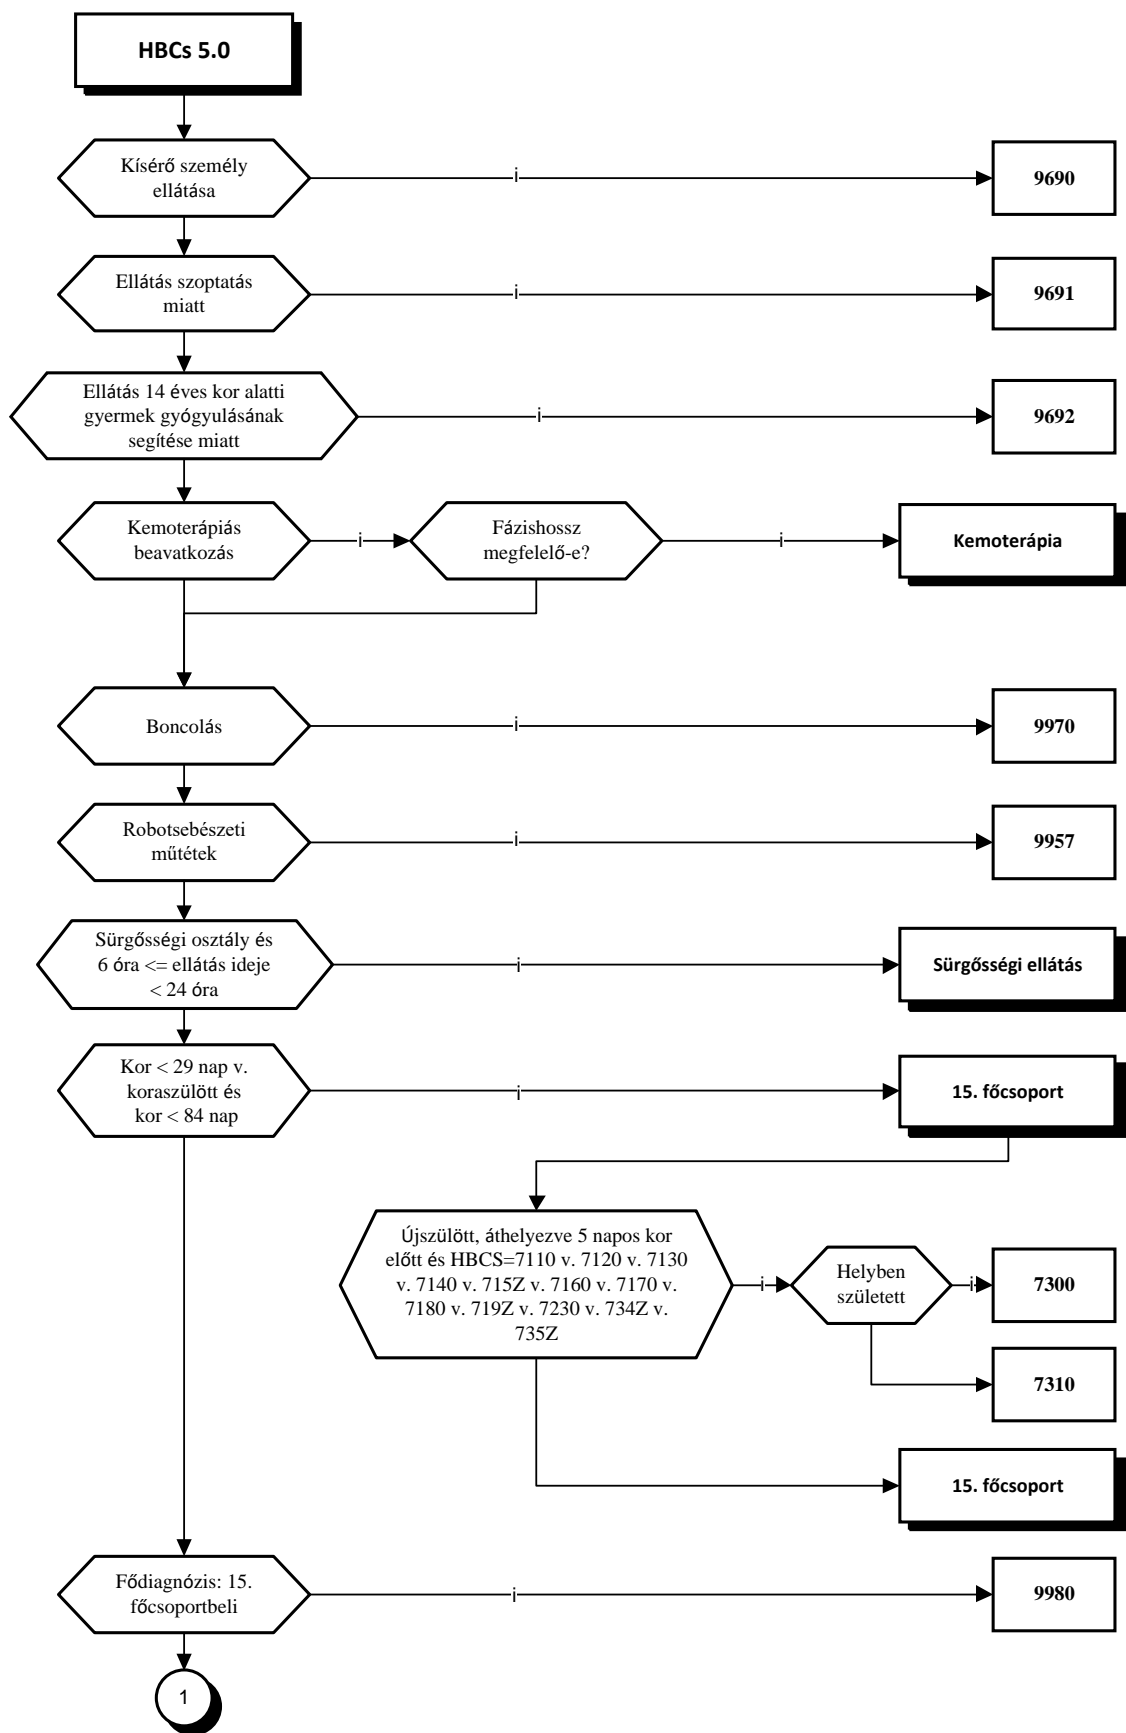 HBCs 5.0
Kísérő személy
ellátása
i
9690
Ellátás szoptatás
miatt
i
9691
Ellátás 14 éves kor alatti
gyermek gyógyulásának
segítése miatt
i
9692
Kemoterápiás
beavatkozás
i
Fázishossz
megfelelő-e?
i
Kemoterápia
Boncolás
i
9970
Robotsebészeti
műtétek
i
9957
Sürgősségi osztály és
6 óra <= ellátás ideje
< 24 óra
i
Sürgősségi ellátás
Kor < 29 nap v.
koraszülött és
kor < 84 nap
i
15. főcsoport
Újszülött, áthelyezve 5 napos kor
előtt és HBCS=7110 v. 7120 v. 7130
v. 7140 v. 715Z v. 7160 v. 7170 v.
7180 v. 719Z v. 7230 v. 734Z v.
735Z
i
Helyben
született
i
7300
7310
15. főcsoport
Fődiagnózis: 15.
főcsoportbeli
i
9980
1